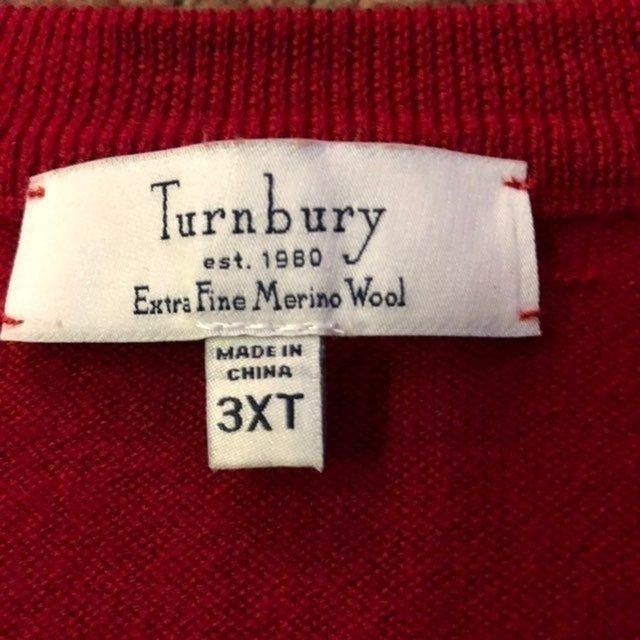 Turnbury
est. 1980
Extra Fine Merino Wool
MADE IN
CHINA
3XT